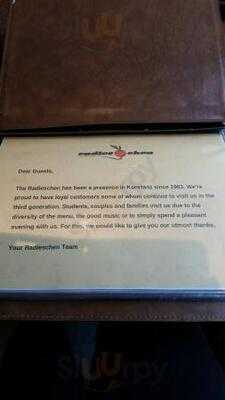 radieschen
Dear Guests,
The Radieschen has been a presence in Konstanz since 1983. We're
proud to have loyal customers some of whom continue to visit us in the
third generation. Students, couples and families visit us due to the
diversity of the menu, the good music or to simply spend a pleasant
evening with us. For this, we would like to give you our utmost thanks.
Your Radieschen Team
Sluurpy